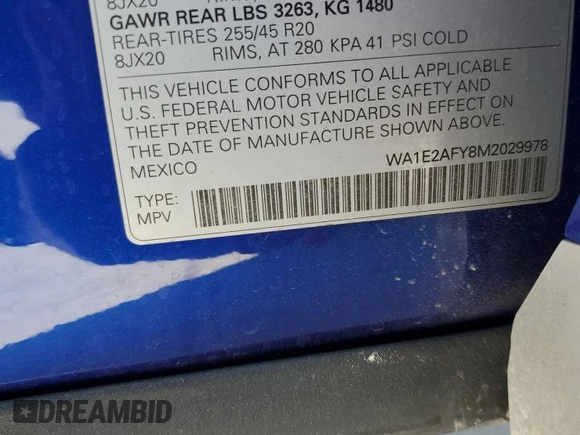 GAWR REAR LBS 3263, KG 1480
REAR-TIRES 255/45 R20
8JX20 RIMS, AT 280 KPA 41 PSI COLD
THIS VEHICLE CONFORMS TO ALL APPLICABLE
U.S. FEDERAL MOTOR VEHICLE SAFETY AND
THEFT PREVENTION STANDARDS IN EFFECT ON
THE DATE OF MANUFACTURE SHOWN ABOVE.
MEXICO WA1E2AFY8M2029978
TYPE:
MPV
DREAMBID